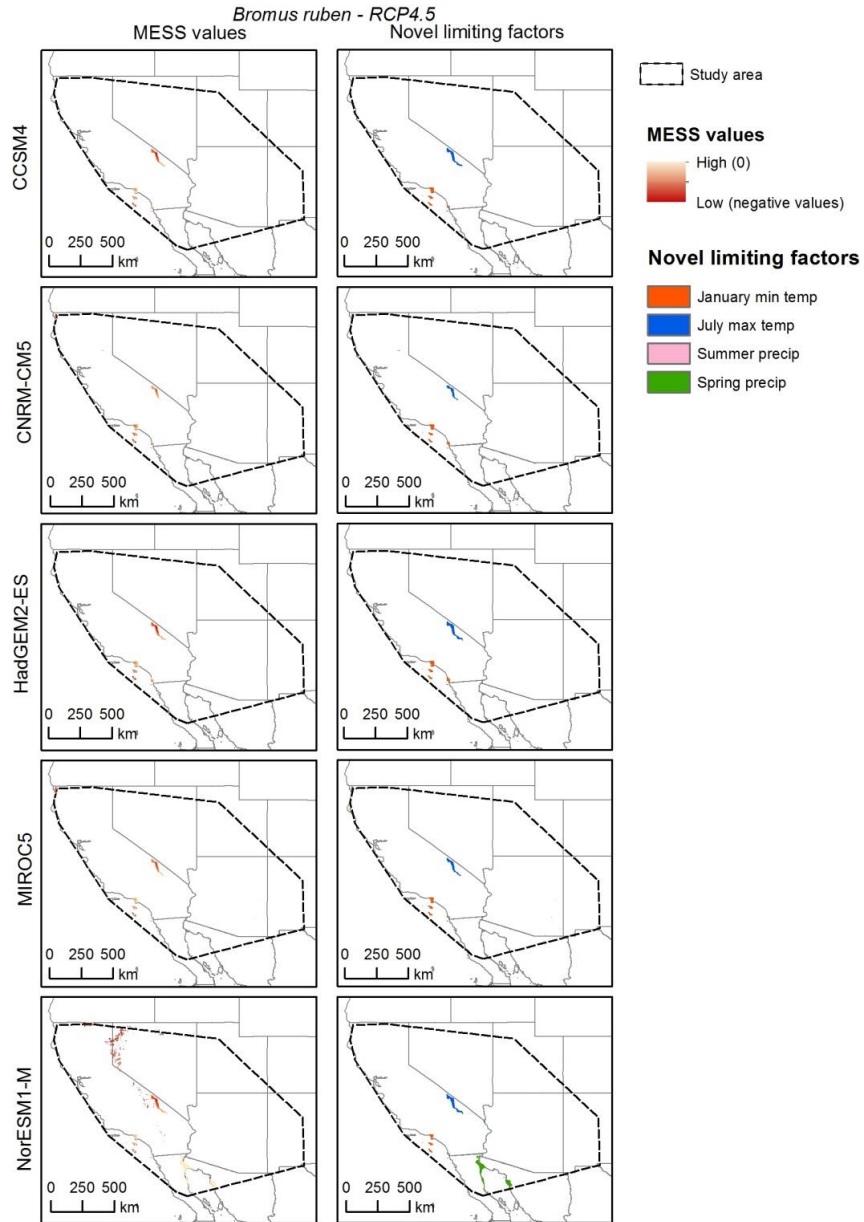 Bromus ruben - RCP4.5
MESS values
Novel limiting factors
Study area
MESS values
High (0)
Low (negative values)
Novel limiting factors
January min temp
July max temp
Summer precip
Spring precip
CCSM4
0 250 500
km
0 250 500
km
CNRM-CM5
0 250 500
km
0 250 500
km
HadGEM2-ES
0 250 500
km
0 250 500
km
MIROC5
0 250 500
km
0 250 500
km
NorESM1-M
0 250 500
km
0 250 500
km